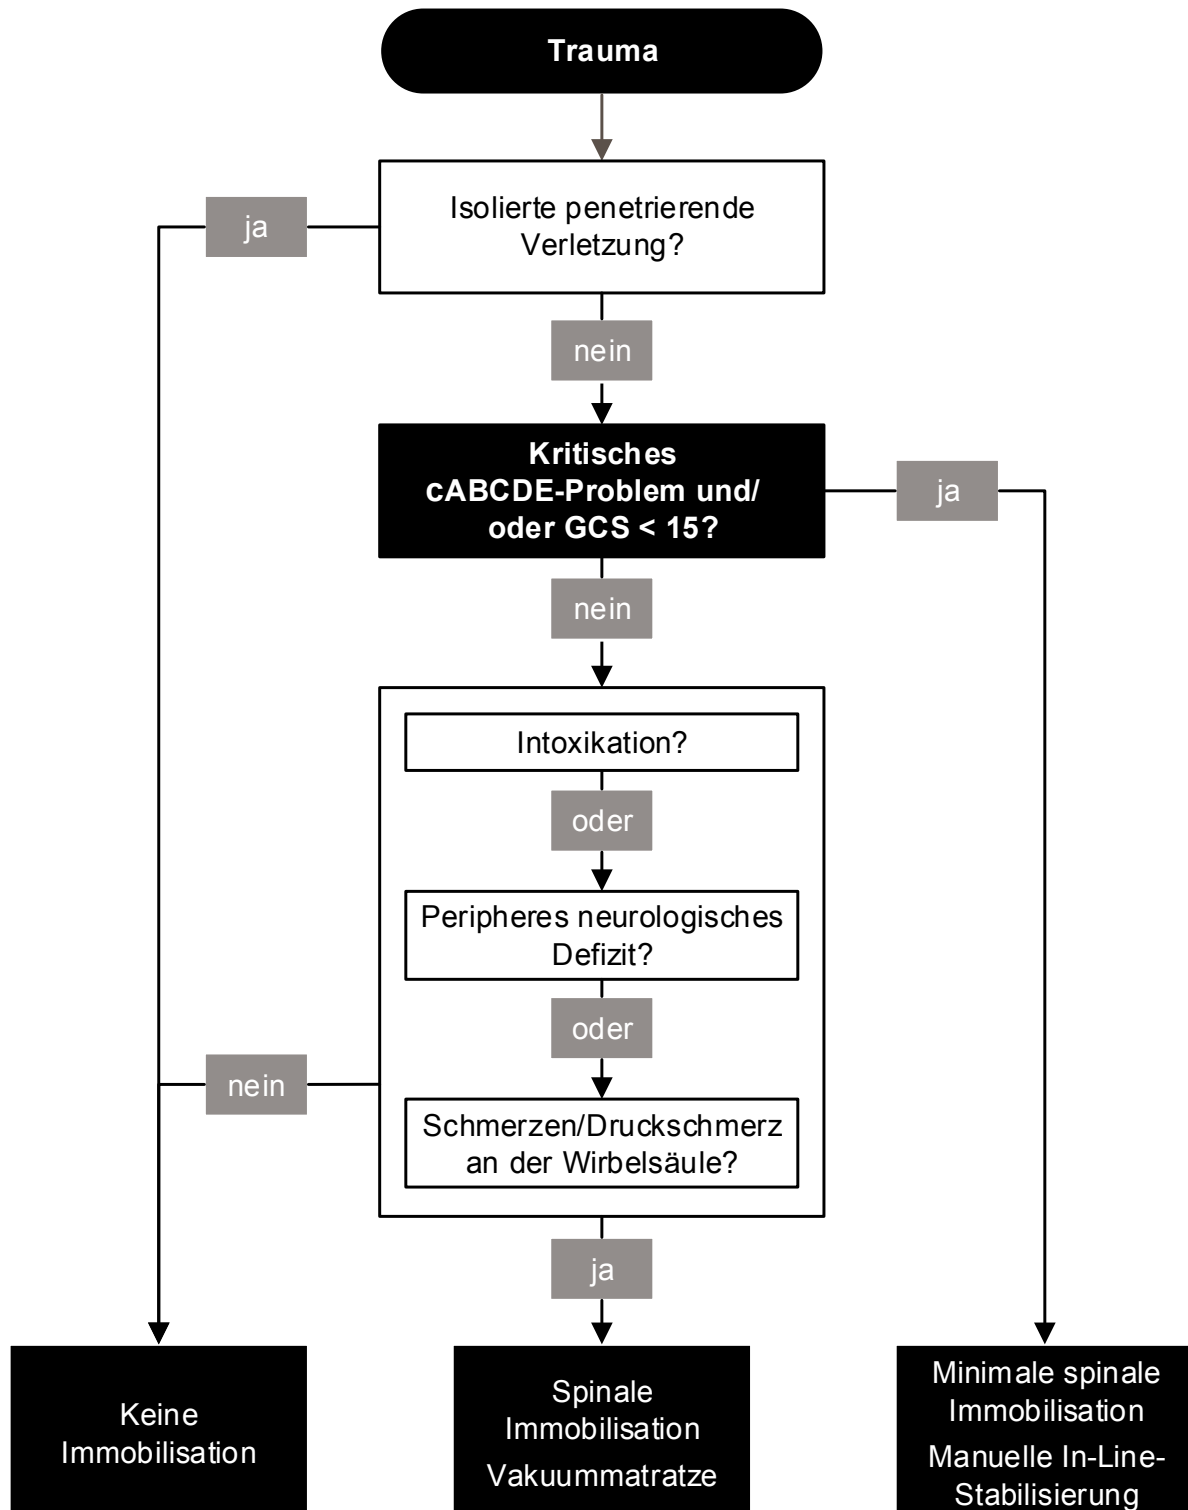 Trauma
Isolierte penetrierende
Verletzung?
ja
nein
Kritisches
cABCDE-Problem und/
oder GCS < 15?
ja
nein
Intoxikation?
oder
Peripheres neurologisches
Defizit?
oder
Schmerzen/Druckschmerz
an der Wirbelsäule?
nein
ja
Keine
Immobilisation
Spinale
Immobilisation
Vakuummatratze
Minimale spinale
Immobilisation
Manuelle In-Line-
Stabilisierung